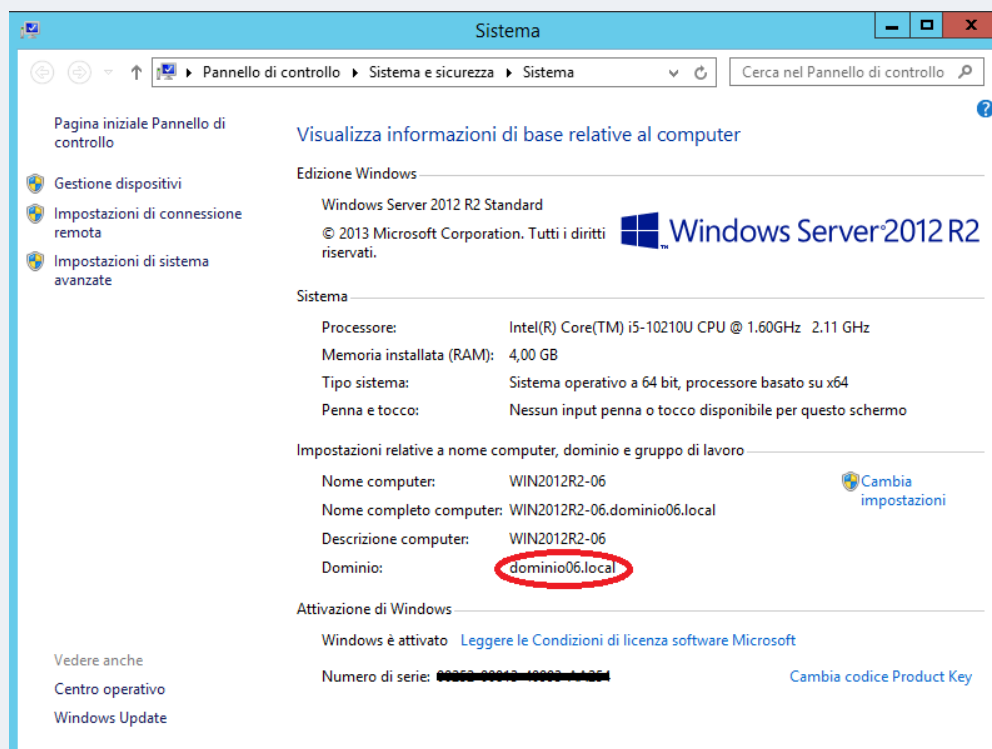 Sistema
Pannello di controllo Sistema e sicurezza Sistema
Cerca nel Pannello di controllo
Pagina iniziale Pannello di
controllo
Gestione dispositivi
Impostazioni di connessione
remota
Impostazioni di sistema
avanzate
Visualizza informazioni di base relative al computer
Edizione Windows
Windows Server 2012 R2 Standard
© 2013 Microsoft Corporation. Tutti i diritti
riservati.
Windows Server 2012 R2
Sistema
Processore: Intel(R) Core(TM) i5-10210U CPU @ 1.60GHz 2.11 GHz
Memoria installata (RAM): 4,00 GB
Tipo sistema: Sistema operativo a 64 bit, processore basato su x64
Penna e tocco: Nessun input penna o tocco disponibile per questo schermo
Impostazioni relative a nome computer, dominio e gruppo di lavoro
Nome computer: WIN2012R2-06
Cambia
impostazioni
Nome completo computer: WIN2012R2-06.dominio06.local
Descrizione computer: WIN2012R2-06
Dominio: dominio06.local
Attivazione di Windows
Windows è attivato Leggere le Condizioni di licenza software Microsoft
Numero di serie:
Cambia codice Product Key
Vedere anche
Centro operativo
Windows Update